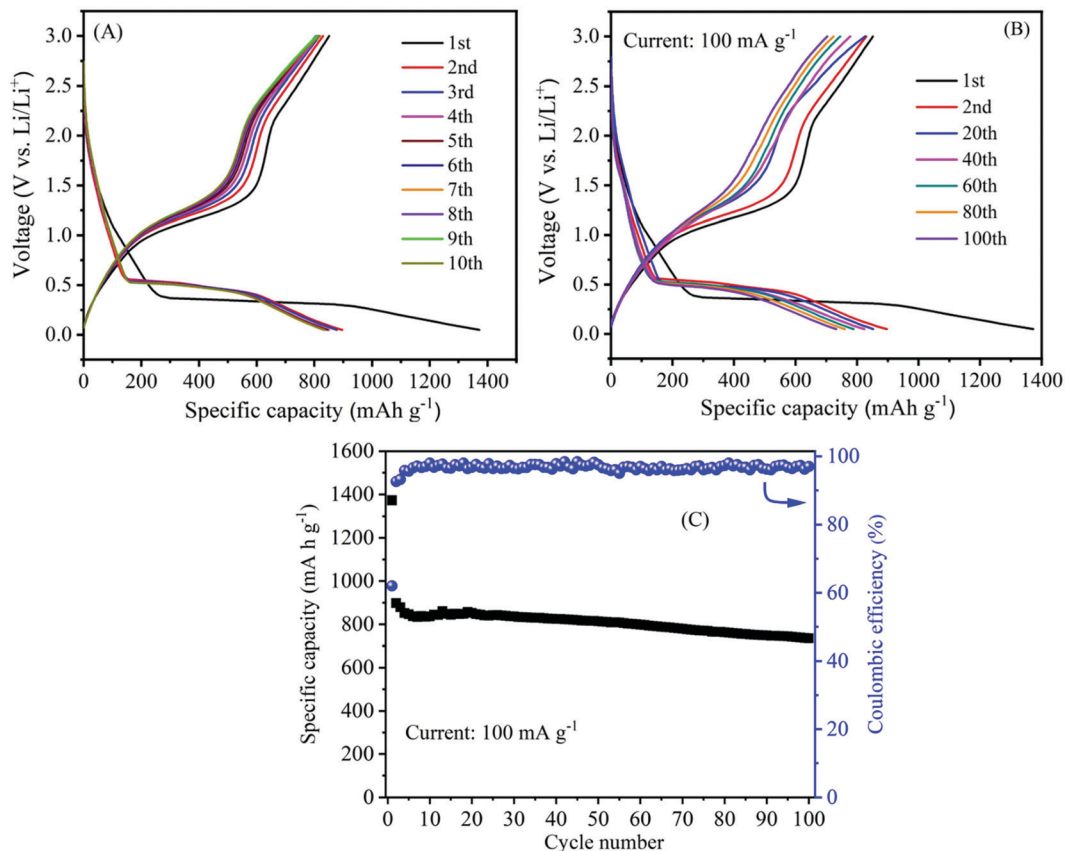 (A)
3.0
2.5
2.0
1.5
1.0
0.5
0.0
Voltage (V vs. Li/Li⁺)
1st
2nd
3rd
4th
5th
6th
7th
8th
9th
10th
0 200 400 600 800 1000 1200 1400
Specific capacity (mAh g⁻¹)
(B)
Current: 100 mA g⁻¹
3.0
2.5
2.0
1.5
1.0
0.5
0.0
Voltage (V vs. Li/Li⁺)
1st
2nd
20th
40th
60th
80th
100th
0 200 400 600 800 1000 1200 1400
Specific capacity (mAh g⁻¹)
(C)
1600
1400
1200
1000
800
600
400
200
0
Specific capacity (mA h g⁻¹)
Current: 100 mA g⁻¹
100
80
60
40
20
0
Coulombic efficiency (%)
0 10 20 30 40 50 60 70 80 90 100
Cycle number